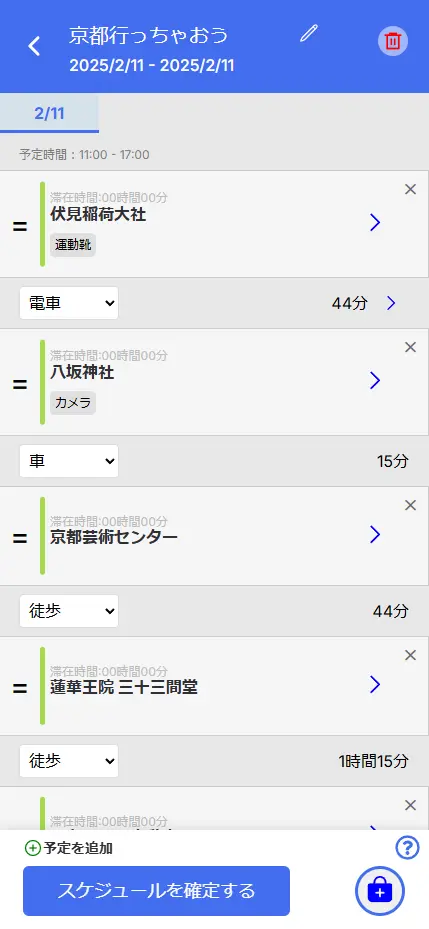 京都行っちゃおう
2025/2/11 - 2025/2/11
2/11
予定時間：11:00 - 17:00
滞在時間:00時間00分
伏見稲荷大社
運動靴
電車 44分
滞在時間:00時間00分
八坂神社
カメラ
車 15分
滞在時間:00時間00分
京都芸術センター
徒歩 44分
滞在時間:00時間00分
蓮華王院 三十三間堂
徒歩 1時間15分
滞在時間:00時間00分
予定を追加
スケジュールを確定する